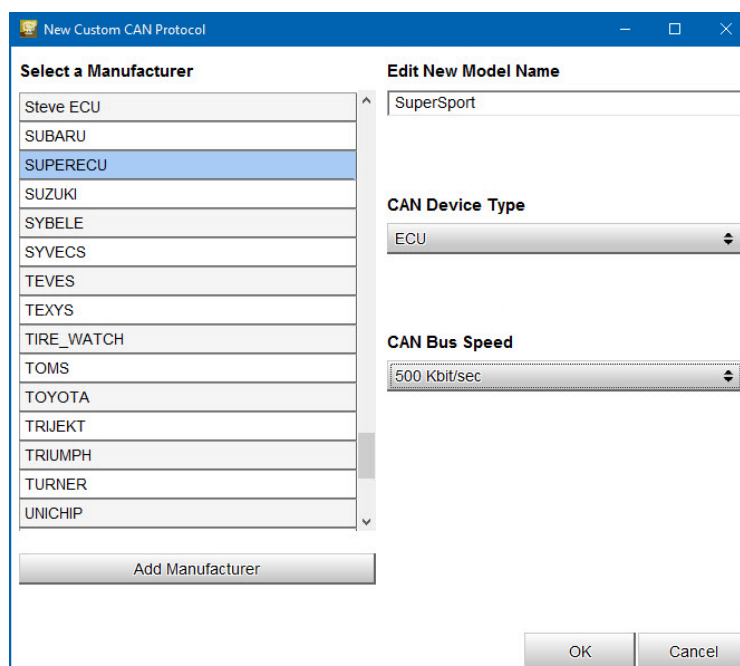 New Custom CAN Protocol
Select a Manufacturer
Steve ECU
SUBARU
SUPERECU
SUZUKI
SYBELE
SYVECS
TEVES
TEXYS
TIRE_WATCH
TOMS
TOYOTA
TRIJEKT
TRIUMPH
TURNER
UNICHIP
Add Manufacturer
Edit New Model Name
SuperSport
CAN Device Type
ECU
CAN Bus Speed
500 Kbit/sec
OK
Cancel